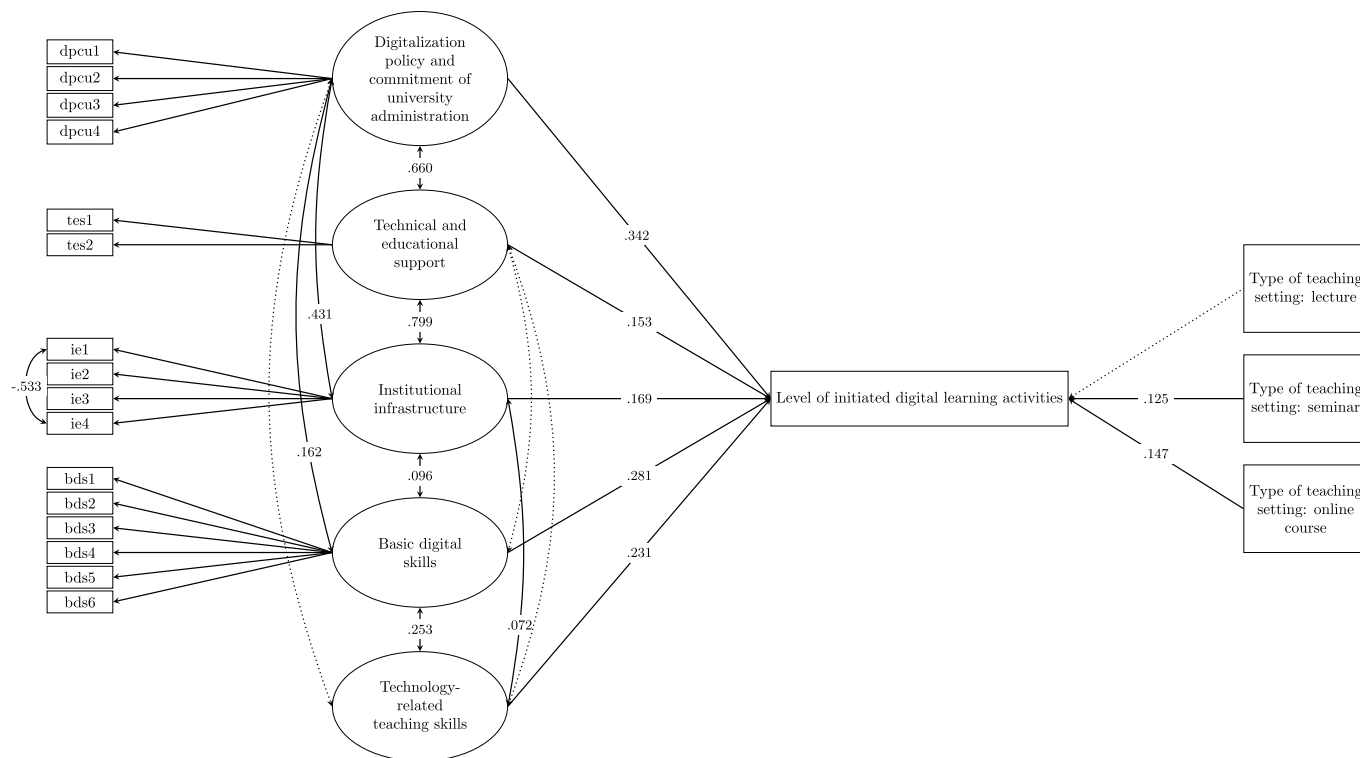 dpcu1
dpcu2
dpcu3
dpcu4
Digitalization
policy and
commitment of
university
administration
.660
tes1
tes2
Technical and
educational
support
.342
.153
.431
.799
ie1
ie2
ie3
ie4
-.533
Institutional
infrastructure
.169
Level of initiated digital learning activities
Type of teaching
setting: lecture
.125
Type of teaching
setting: seminar
.147
Type of teaching
setting: online
course
.162
.096
.281
bds1
bds2
bds3
bds4
bds5
bds6
Basic digital
skills
.231
.253
.072
Technology-
related
teaching skills